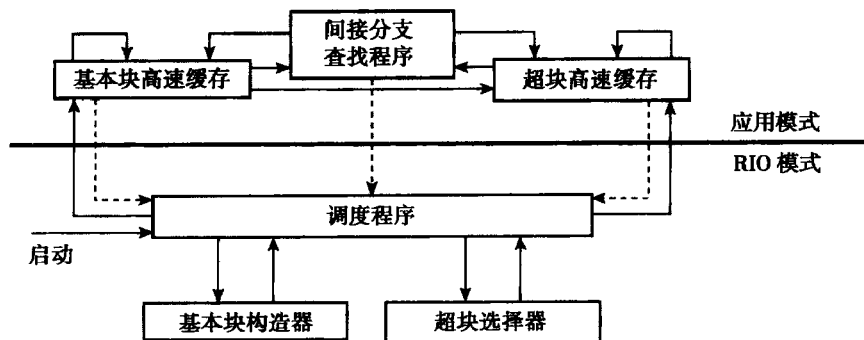 间接分支
查找程序
基本块高速缓存
超块高速缓存
应用模式
RIO 模式
调度程序
启动
基本块构造器
超块选择器